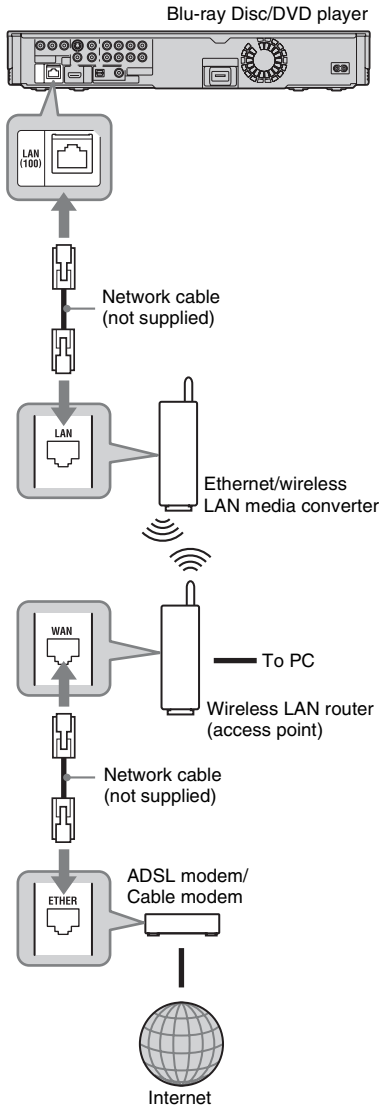 Blu-ray Disc/DVD player
LAN
(100)
Network cable
(not supplied)
LAN
Ethernet/wireless
LAN media converter
WAN
To PC
Wireless LAN router
(access point)
Network cable
(not supplied)
ADSL modem/
Cable modem
ETHER
Internet